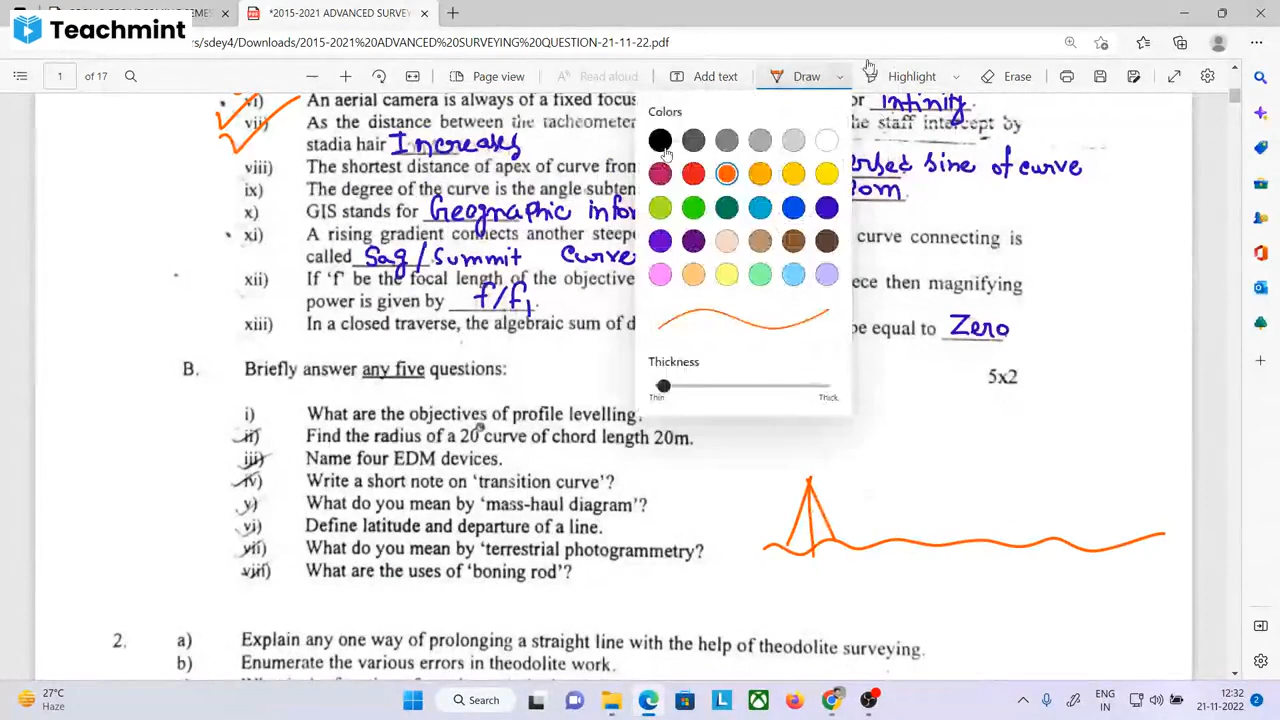 *2015-2021 ADVANCED SURVEY
Teachmint
rs/sdey4/Downloads/2015-2021%20ADVANCED%20SURVEYING%20QUESTION-21-11-22.pdf
1 of 17
Page view
Read aloud
Add text
Draw
Highlight
Erase
vi) An aerial camera is always of a fixed focus or Infinity
vii) As the distance between the tacheometer the staff intercept by
stadia hair Increases
viii) The shortest distance of apex of curve from versed sine of curve
ix) The degree of the curve is the angle subten
x) GIS stands for Geographic infor
xi) A rising gradient connects another steepe curve connecting is
called Sag/Summit Curve
xii) If 'f' be the focal length of the objective ece then magnifying
power is given by f/f1
xiii) In a closed traverse, the algebraic sum of d be equal to Zero
Colors
Thickness
Thin
Thick
B. Briefly answer any five questions: 5x2
i) What are the objectives of profile levelling
ii) Find the radius of a 20° curve of chord length 20m.
iii) Name four EDM devices.
iv) Write a short note on 'transition curve'?
v) What do you mean by 'mass-haul diagram'?
vi) Define latitude and departure of a line.
vii) What do you mean by 'terrestrial photogrammetry?
viii) What are the uses of 'boning rod'?
2. a) Explain any one way of prolonging a straight line with the help of theodolite surveying.
b) Enumerate the various errors in theodolite work.
27°C
Haze
Search
ENG
IN
12:32
21-11-2022
2